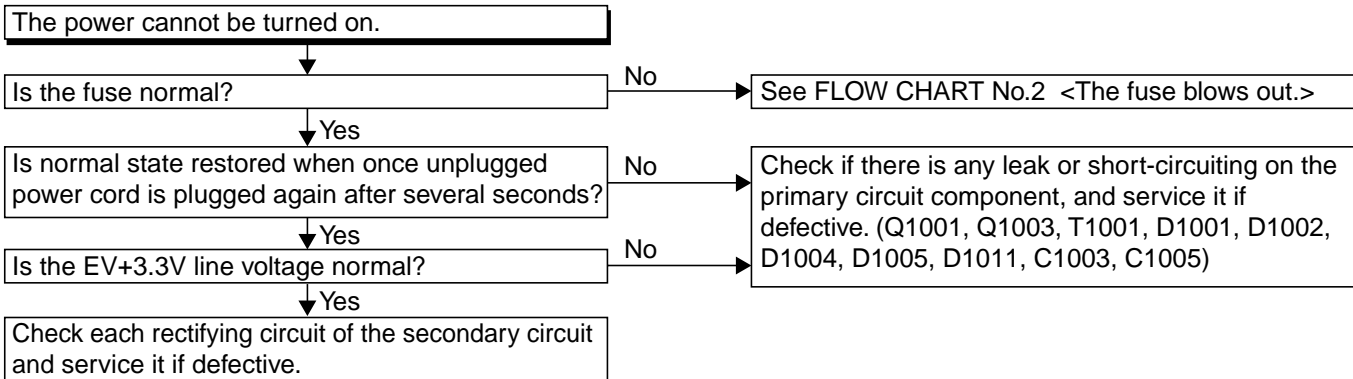 The power cannot be turned on.
Is the fuse normal?
No
See FLOW CHART No.2 <The fuse blows out.>
Yes
Is normal state restored when once unplugged
power cord is plugged again after several seconds?
No
Check if there is any leak or short-circuiting on the
primary circuit component, and service it if
defective. (Q1001, Q1003, T1001, D1001, D1002,
D1004, D1005, D1011, C1003, C1005)
Yes
Is the EV+3.3V line voltage normal?
No
Yes
Check each rectifying circuit of the secondary circuit
and service it if defective.